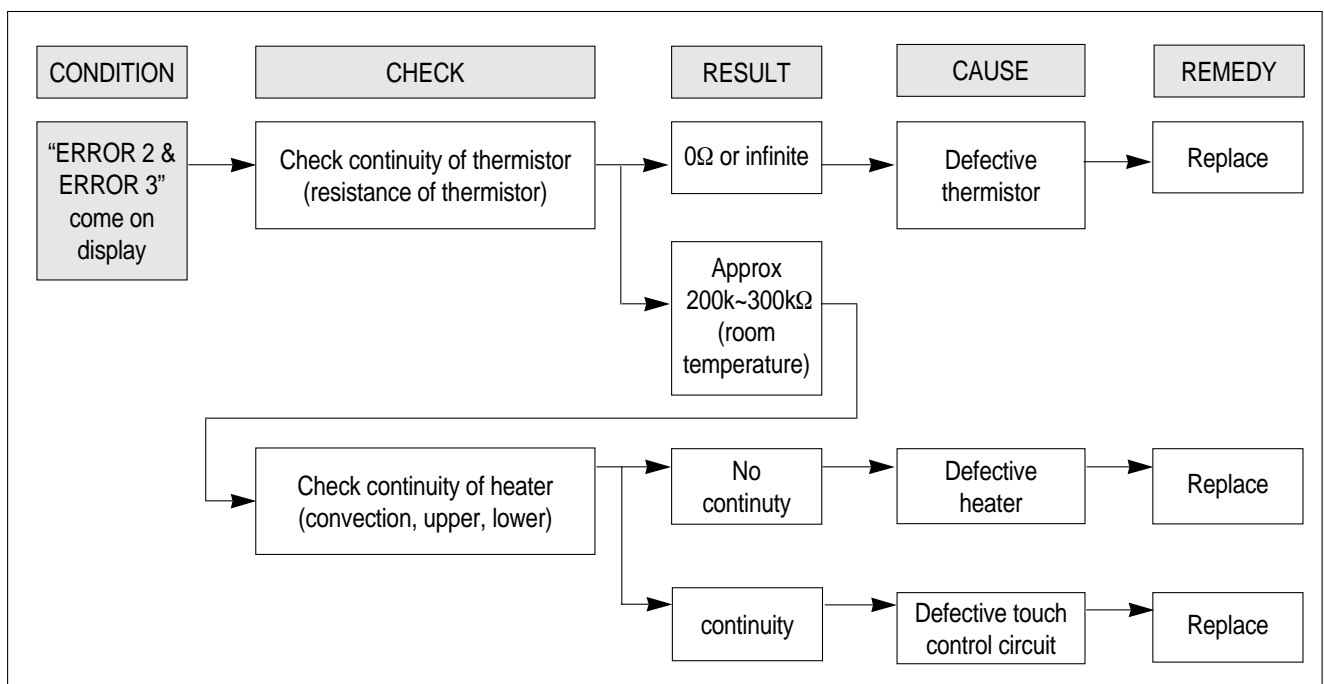 CONDITION
CHECK
RESULT
CAUSE
REMEDY
“ERROR 2 &
ERROR 3”
come on
display
Check continuity of thermistor
(resistance of thermistor)
0Ω or infinite
Defective
thermistor
Replace
Approx
200k~300kΩ
(room
temperature)
Check continuity of heater
(convection, upper, lower)
No
continuty
Defective
heater
Replace
continuity
Defective touch
control circuit
Replace